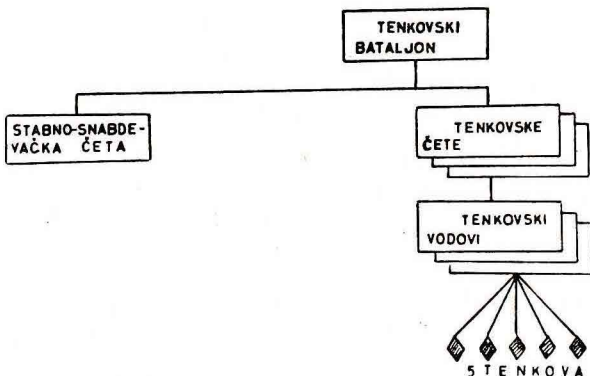 TENKOVSKI
BATALJON
STABNO-SNABDE-
VAČKA ČETA
TENKOVSKE
ČETE
TENKOVSKI
VODOVI
5 TENKOVA